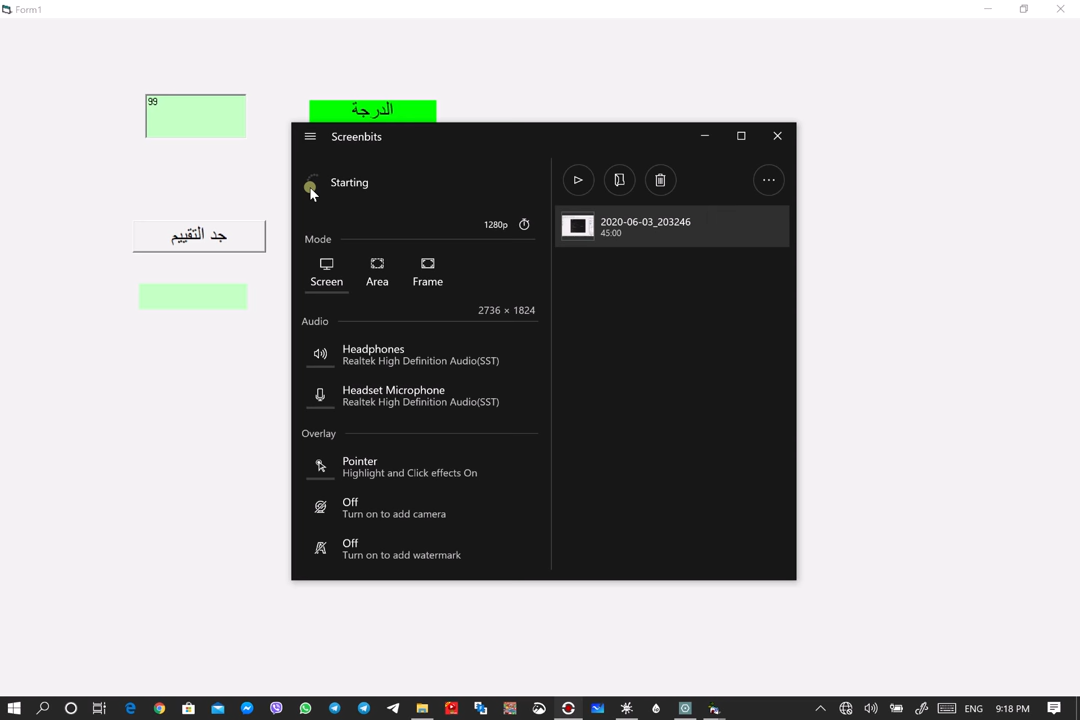 Form1
99
الدرجة
Screenbits
Starting
1280p
Mode
Screen
Area
Frame
2736 × 1824
Audio
Headphones
Realtek High Definition Audio(SST)
Headset Microphone
Realtek High Definition Audio(SST)
Overlay
Pointer
Highlight and Click effects On
Off
Turn on to add camera
Off
Turn on to add watermark
2020-06-03_203246
45:00
جد التقييم
ENG
9:18 PM